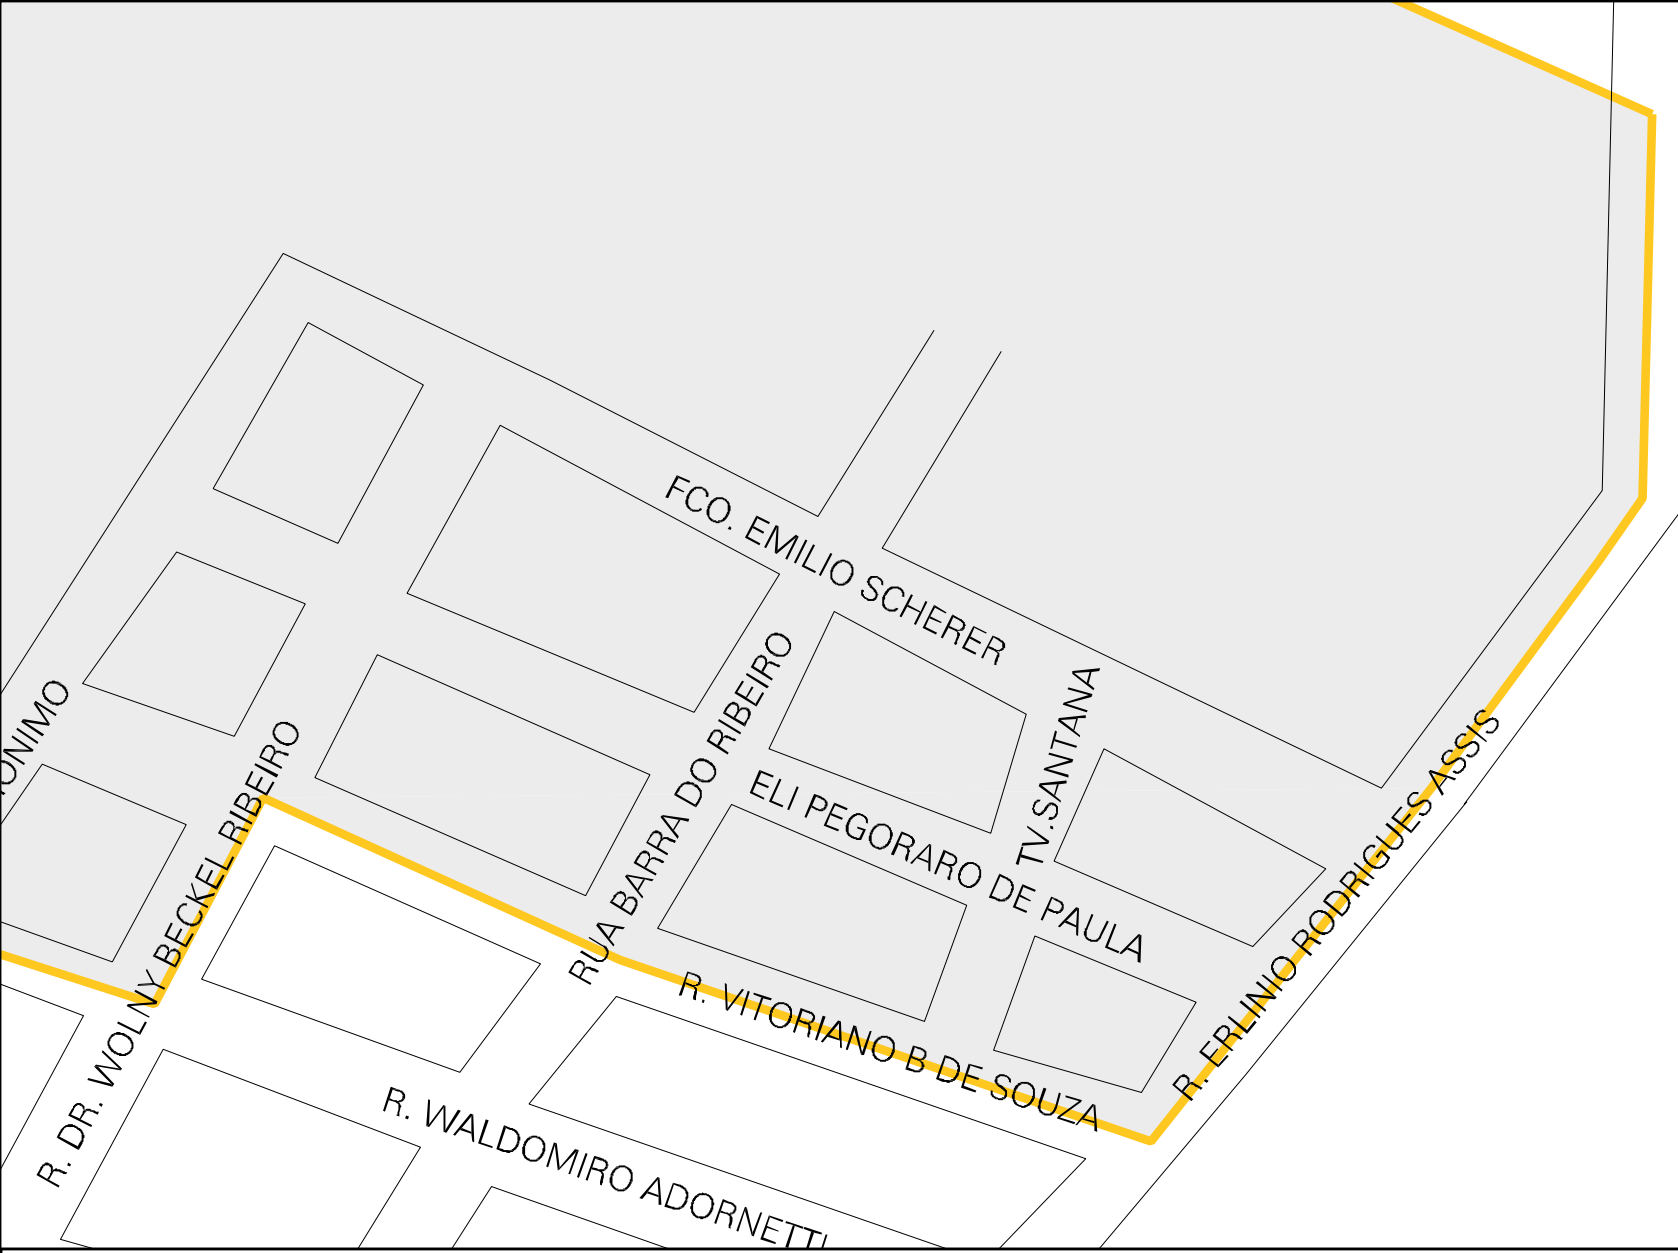 FCO. EMILIO SCHERER
RUA BARRA DO RIBEIRO
TV.SANTANA
ONIMO
R. DR. WOLNY BECKEL RIBEIRO
ELI PEGORARO DE PAULA
R. ERLINIO RODRIGUES ASSIS
R. VITORIANO B DE SOUZA
R. WALDOMIRO ADORNETTI